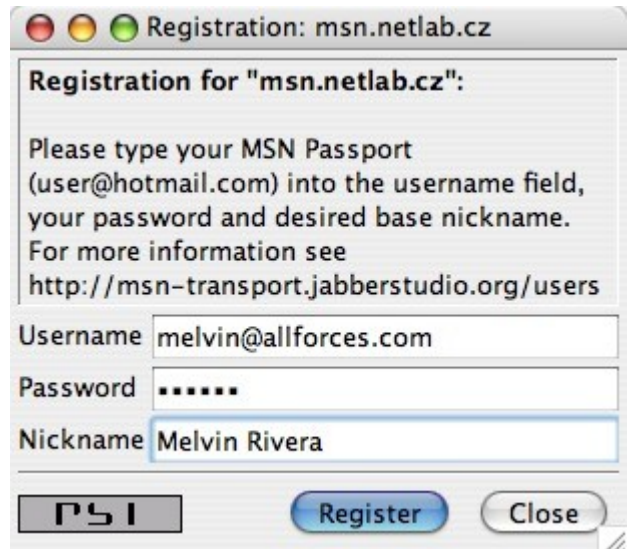 Registration: msn.netlab.cz
Registration for "msn.netlab.cz":
Please type your MSN Passport
(user@hotmail.com) into the username field,
your password and desired base nickname.
For more information see
http://msn-transport.jabberstudio.org/users
Username melvin@allforces.com
Password ▪▪▪▪▪▪
Nickname Melvin Rivera
PSI Register Close